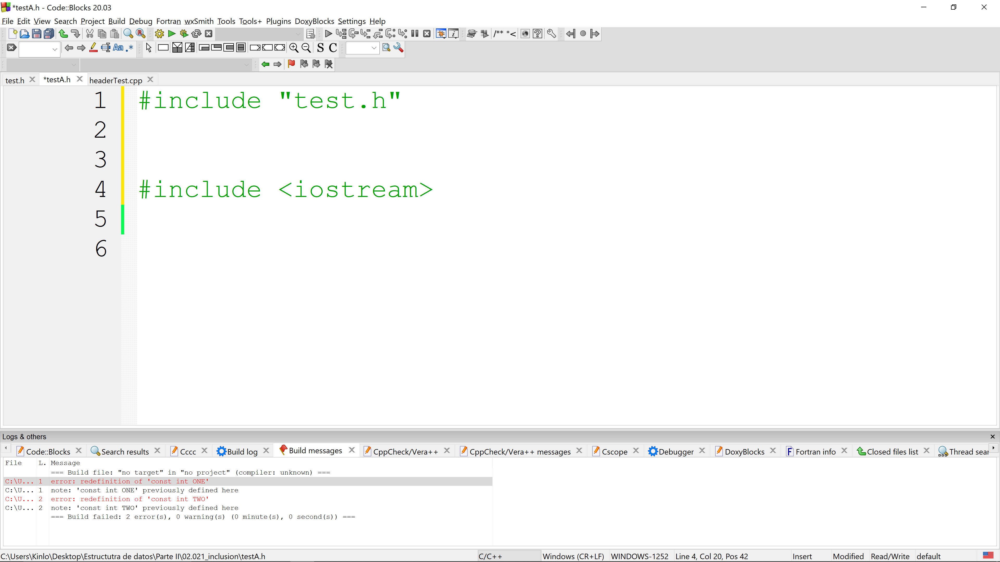 *testA.h - Code::Blocks 20.03
File Edit View Search Project Build Debug Fortran wxSmith Tools Tools+ Plugins DoxyBlocks Settings Help
/** *<
Aa .* S C
test.h *testA.h headerTest.cpp
1 #include "test.h"
2
3
4 #include <iostream>
5
6
Logs & others
Code::Blocks Search results Cccc Build log Build messages CppCheck/Vera++ CppCheck/Vera++ messages Cscope Debugger DoxyBlocks Fortran info Closed files list Thread sear
File L. Message
=== Build file: "no target" in "no project" (compiler: unknown) ===
C:\U... 1 error: redefinition of 'const int ONE'
C:\U... 1 note: 'const int ONE' previously defined here
C:\U... 2 error: redefinition of 'const int TWO'
C:\U... 2 note: 'const int TWO' previously defined here
=== Build failed: 2 error(s), 0 warning(s) (0 minute(s), 0 second(s)) ===
C:\Users\Kinlo\Desktop\Estructutra de datos\Parte II\02.021_inclusion\testA.h C/C++ Windows (CR+LF) WINDOWS-1252 Line 4, Col 20, Pos 42 Insert Modified Read/Write default